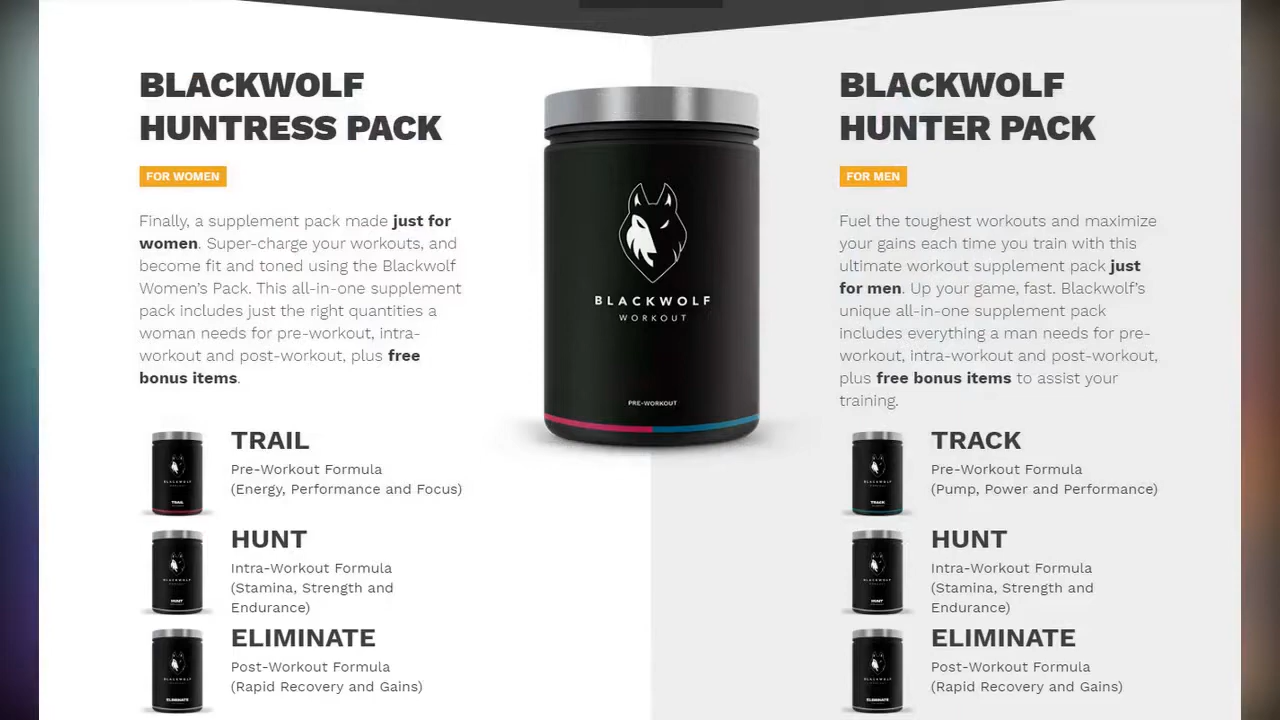 BLACKWOLF
HUNTRESS PACK
FOR WOMEN
Finally, a supplement pack made just for
women. Super-charge your workouts, and
become fit and toned using the Blackwolf
Women's Pack. This all-in-one supplement
pack includes just the right quantities a
woman needs for pre-workout, intra-
workout and post-workout, plus free
bonus items.
TRAIL
Pre-Workout Formula
(Energy, Performance and Focus)
HUNT
Intra-Workout Formula
(Stamina, Strength and
Endurance)
ELIMINATE
Post-Workout Formula
(Rapid Recovery and Gains)
BLACKWOLF
WORKOUT
PRE-WORKOUT
BLACKWOLF
HUNTER PACK
FOR MEN
Fuel the toughest workouts and maximize
your gains each time you train with this
ultimate workout supplement pack just
for men. Up your game, fast. Blackwolf's
unique all-in-one supplement pack
includes everything a man needs for pre-
workout, intra-workout and post-workout,
plus free bonus items to assist your
training.
TRACK
Pre-Workout Formula
(Pump, Power and Performance)
HUNT
Intra-Workout Formula
(Stamina, Strength and
Endurance)
ELIMINATE
Post-Workout Formula
(Rapid Recovery and Gains)